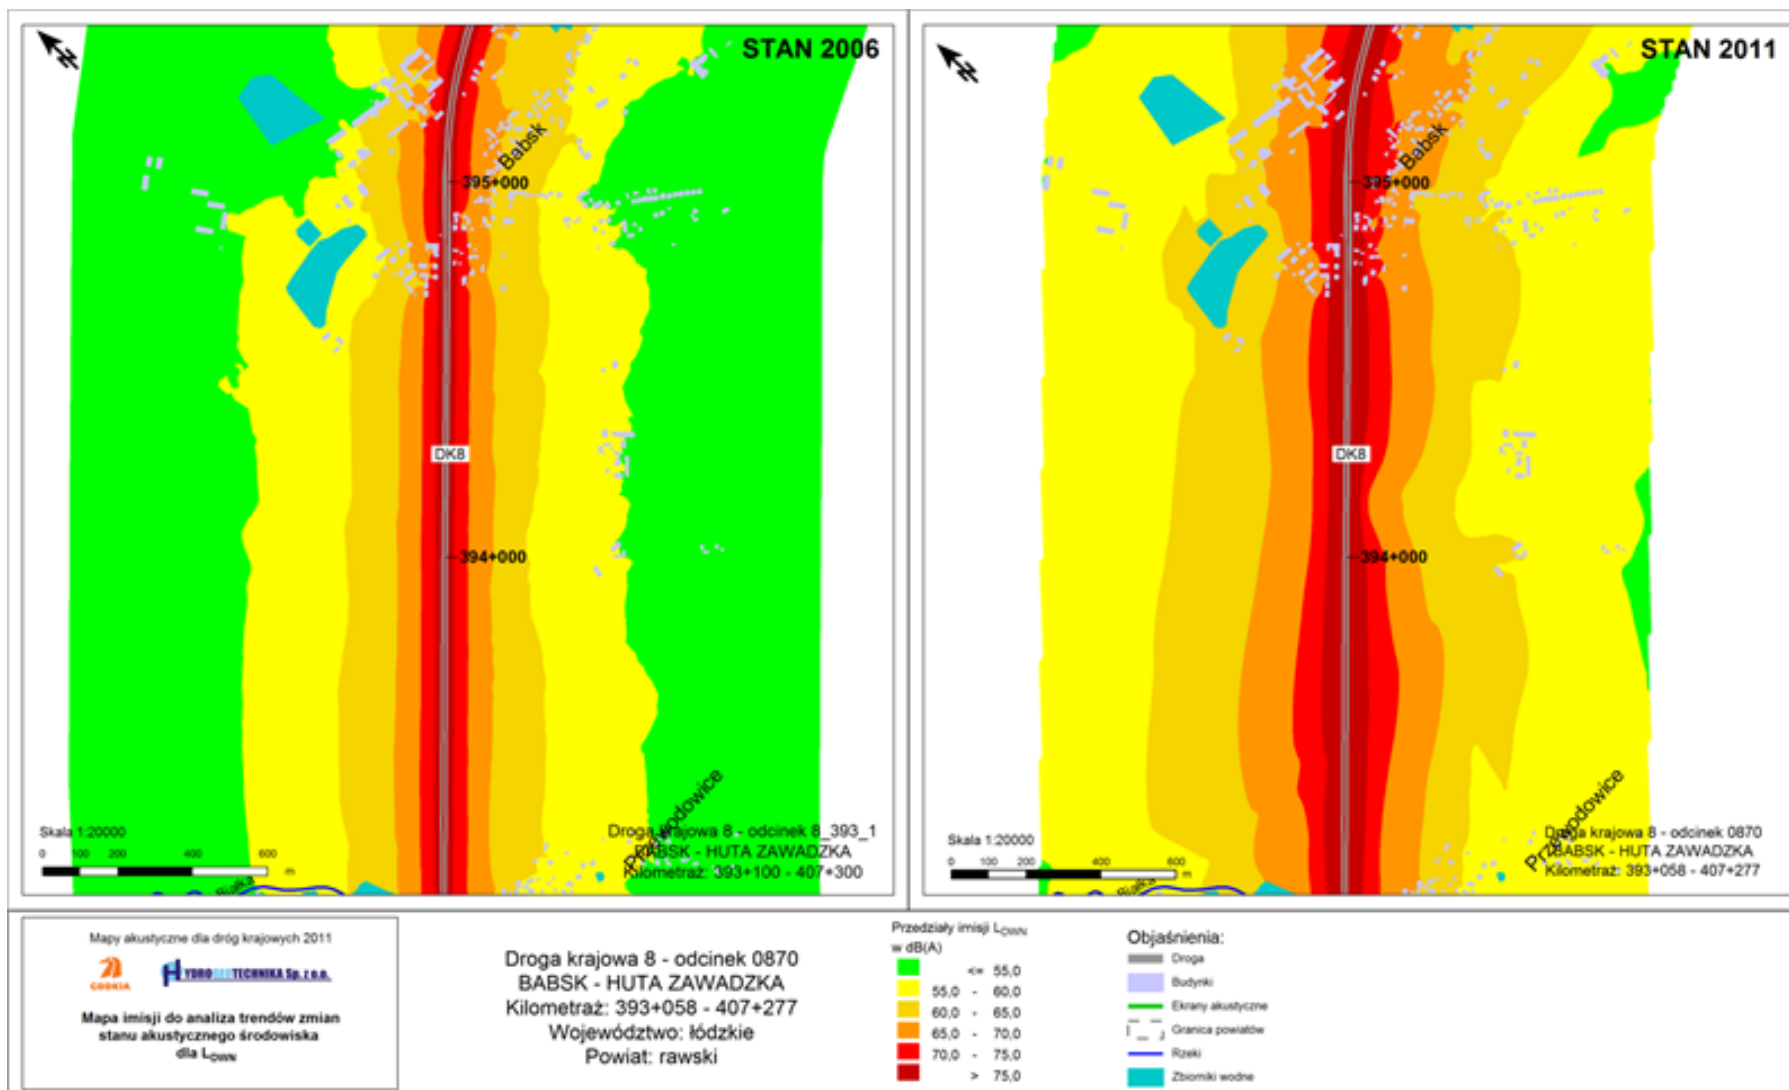 N
STAN 2006
Babsk
395+000
DK8
394+000
Przewodowice
Skala 1:20000
0 100 200 400 600 m
Białka
Droga krajowa 8 - odcinek 8_393_1
BABSK - HUTA ZAWADZKA
Kilometraż: 393+100 - 407+300
N
STAN 2011
Babsk
395+000
DK8
394+000
Przewodowice
Skala 1:20000
0 100 200 400 600 m
Białka
Droga krajowa 8 - odcinek 0870
BABSK - HUTA ZAWADZKA
Kilometraż: 393+058 - 407+277
Mapy akustyczne dla dróg krajowych 2011
GDDKIA
HYDROGEOTECHNIKA Sp. z o.o.
Mapa imisji do analiza trendów zmian
stanu akustycznego środowiska
dla LDWN
Droga krajowa 8 - odcinek 0870
BABSK - HUTA ZAWADZKA
Kilometraż: 393+058 - 407+277
Województwo: łódzkie
Powiat: rawski
Przedziały imisji LDWN
w dB(A)
<= 55,0
55,0 - 60,0
60,0 - 65,0
65,0 - 70,0
70,0 - 75,0
> 75,0
Objaśnienia:
Droga
Budynki
Ekrany akustyczne
Granica powiatów
Rzeki
Zbiorniki wodne